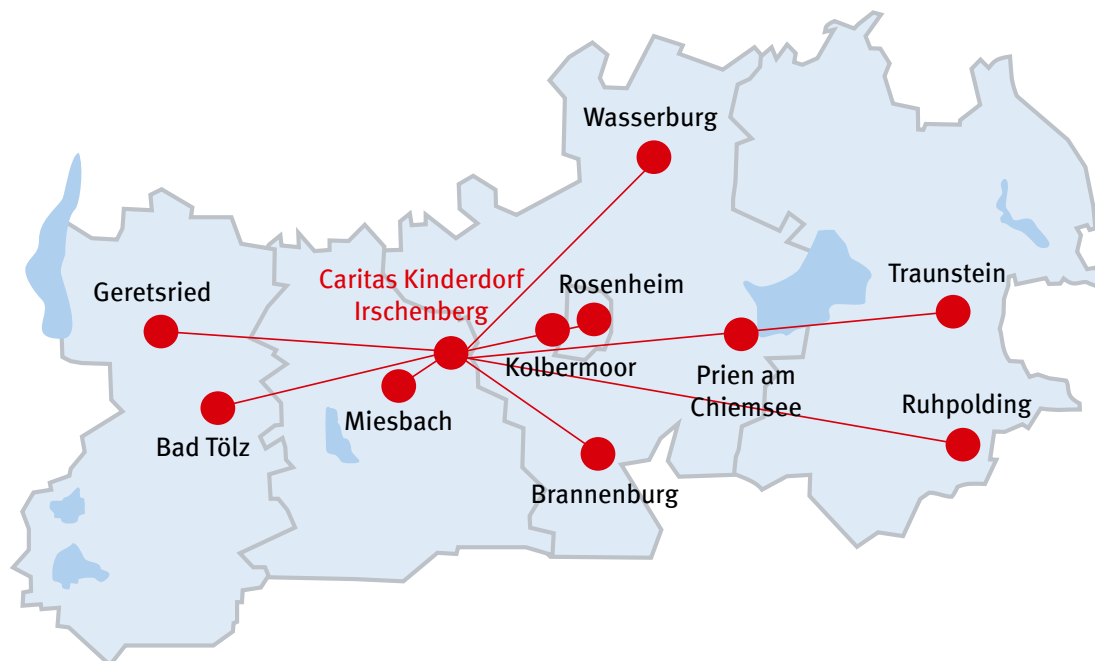 Wasserburg
Caritas Kinderdorf
Irschenberg
Rosenheim
Traunstein
Geretsried
Kolbermoor
Prien am
Chiemsee
Ruhpolding
Miesbach
Bad Tölz
Brannenburg